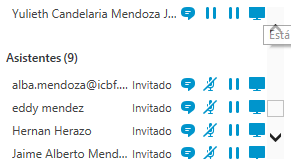 Yulieth Candelaria Mendoza J...
Está
Asistentes (9)
alba.mendoza@icbf.... Invitado
eddy mendez Invitado
Hernan Herazo Invitado
Jaime Alberto Mend... Invitado